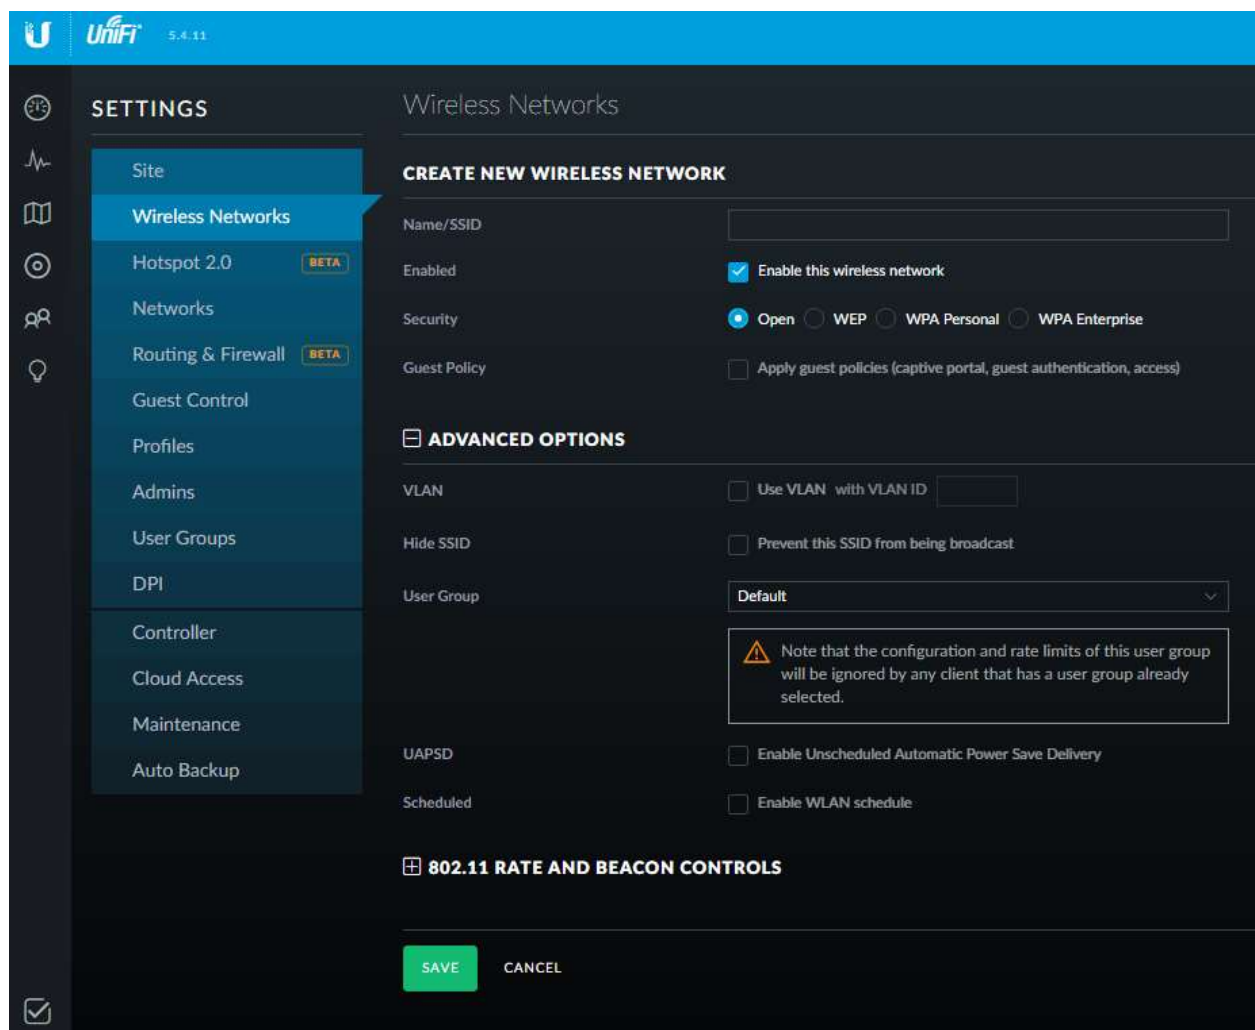 UniFi 5.4.11
SETTINGS
Site
Wireless Networks
Hotspot 2.0 BETA
Networks
Routing & Firewall BETA
Guest Control
Profiles
Admins
User Groups
DPI
Controller
Cloud Access
Maintenance
Auto Backup
Wireless Networks
CREATE NEW WIRELESS NETWORK
Name/SSID
Enabled Enable this wireless network
Security Open WEP WPA Personal WPA Enterprise
Guest Policy Apply guest policies (captive portal, guest authentication, access)
ADVANCED OPTIONS
VLAN Use VLAN with VLAN ID
Hide SSID Prevent this SSID from being broadcast
User Group Default
Note that the configuration and rate limits of this user group
will be ignored by any client that has a user group already
selected.
UAPSD Enable Unscheduled Automatic Power Save Delivery
Scheduled Enable WLAN schedule
802.11 RATE AND BEACON CONTROLS
SAVE CANCEL